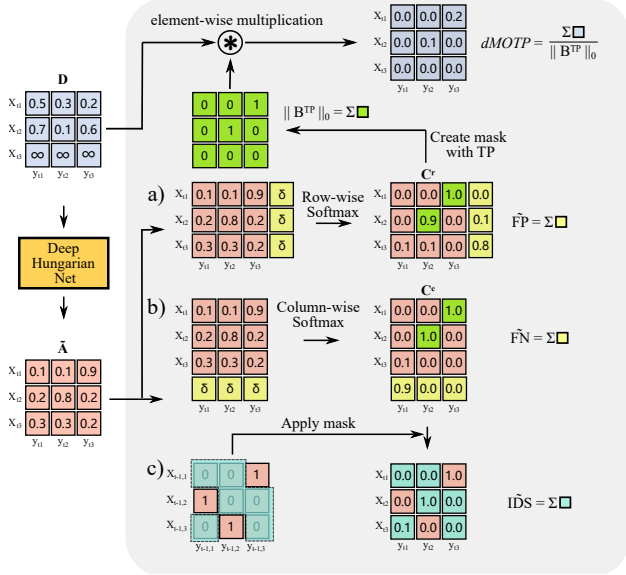 element-wise multiplication
X_t1 0.0 0.0 0.2
X_t2 0.0 0.1 0.0
X_t3 0.0 0.0 0.0
y_t1 y_t2 y_t3
dMOTP = Σ / || B^TP ||_0
D
X_t1 0.5 0.3 0.2
X_t2 0.7 0.1 0.6
X_t3 ∞ ∞ ∞
y_t1 y_t2 y_t3
0 0 1
0 1 0
0 0 0
|| B^TP ||_0 = Σ
Create mask
with TP
Deep
Hungarian
Net
a)
X_t1 0.1 0.1 0.9 δ
X_t2 0.2 0.8 0.2 δ
X_t3 0.3 0.3 0.2 δ
y_t1 y_t2 y_t3
Row-wise
Softmax
C^r
X_t1 0.0 0.0 1.0 0.0
X_t2 0.0 0.9 0.0 0.1
X_t3 0.1 0.1 0.0 0.8
y_t1 y_t2 y_t3
F̃P = Σ
b)
X_t1 0.1 0.1 0.9
X_t2 0.2 0.8 0.2
X_t3 0.3 0.3 0.2
δ δ δ
y_t1 y_t2 y_t3
Column-wise
Softmax
C^c
X_t1 0.0 0.0 1.0
X_t2 0.0 1.0 0.0
X_t3 0.1 0.0 0.0
0.9 0.0 0.0
y_t1 y_t2 y_t3
F̃N = Σ
Ã
X_t1 0.1 0.1 0.9
X_t2 0.2 0.8 0.2
X_t3 0.3 0.3 0.2
y_t1 y_t2 y_t3
Apply mask
c)
X_t-1,1 0 0 1
X_t-1,2 1 0 0
X_t-1,3 0 1 0
y_t-1,1 y_t-1,2 y_t-1,3
X_t1 0.0 0.0 1.0
X_t2 0.0 1.0 0.0
X_t3 0.1 0.0 0.0
y_t1 y_t2 y_t3
ID̃S = Σ